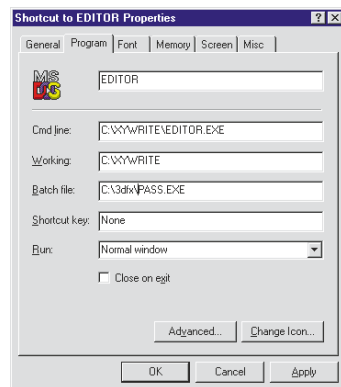 Shortcut to EDITOR Properties
General Program Font Memory Screen Misc
MS
DOS
EDITOR
Cmd line: C:\XYWRITE\EDITOR.EXE
Working: C:\XYWRITE
Batch file: C:\3dfx\PASS.EXE
Shortcut key: None
Run: Normal window
Close on exit
Advanced... Change Icon...
OK Cancel Apply